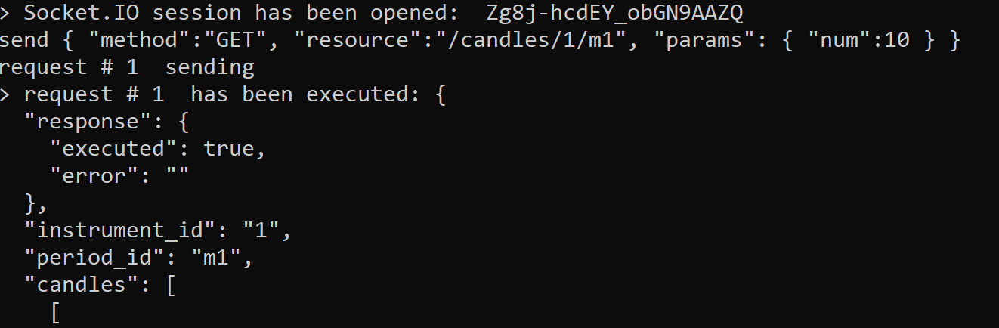 > Socket.IO session has been opened:  Zg8j-hcdEY_obGN9AAZQ
send { "method":"GET", "resource":"/candles/1/m1", "params": { "num":10 } }
request # 1  sending
> request # 1  has been executed: {
  "response": {
    "executed": true,
    "error": ""
  },
  "instrument_id": "1",
  "period_id": "m1",
  "candles": [
    [